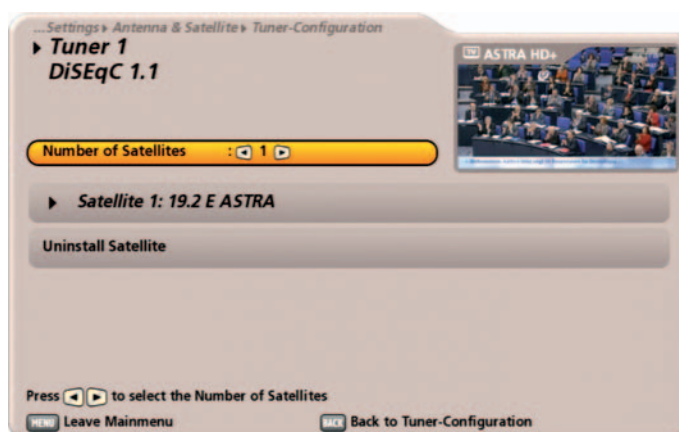 ...Settings▸ Antenna & Satellite▸ Tuner-Configuration
▸ Tuner 1
DiSEqC 1.1
TV ASTRA HD+
Number of Satellites : ◂ 1 ▸
▸ Satellite 1: 19.2 E ASTRA
Uninstall Satellite
Press ◂ ▸ to select the Number of Satellites
MENU Leave Mainmenu
BACK Back to Tuner-Configuration